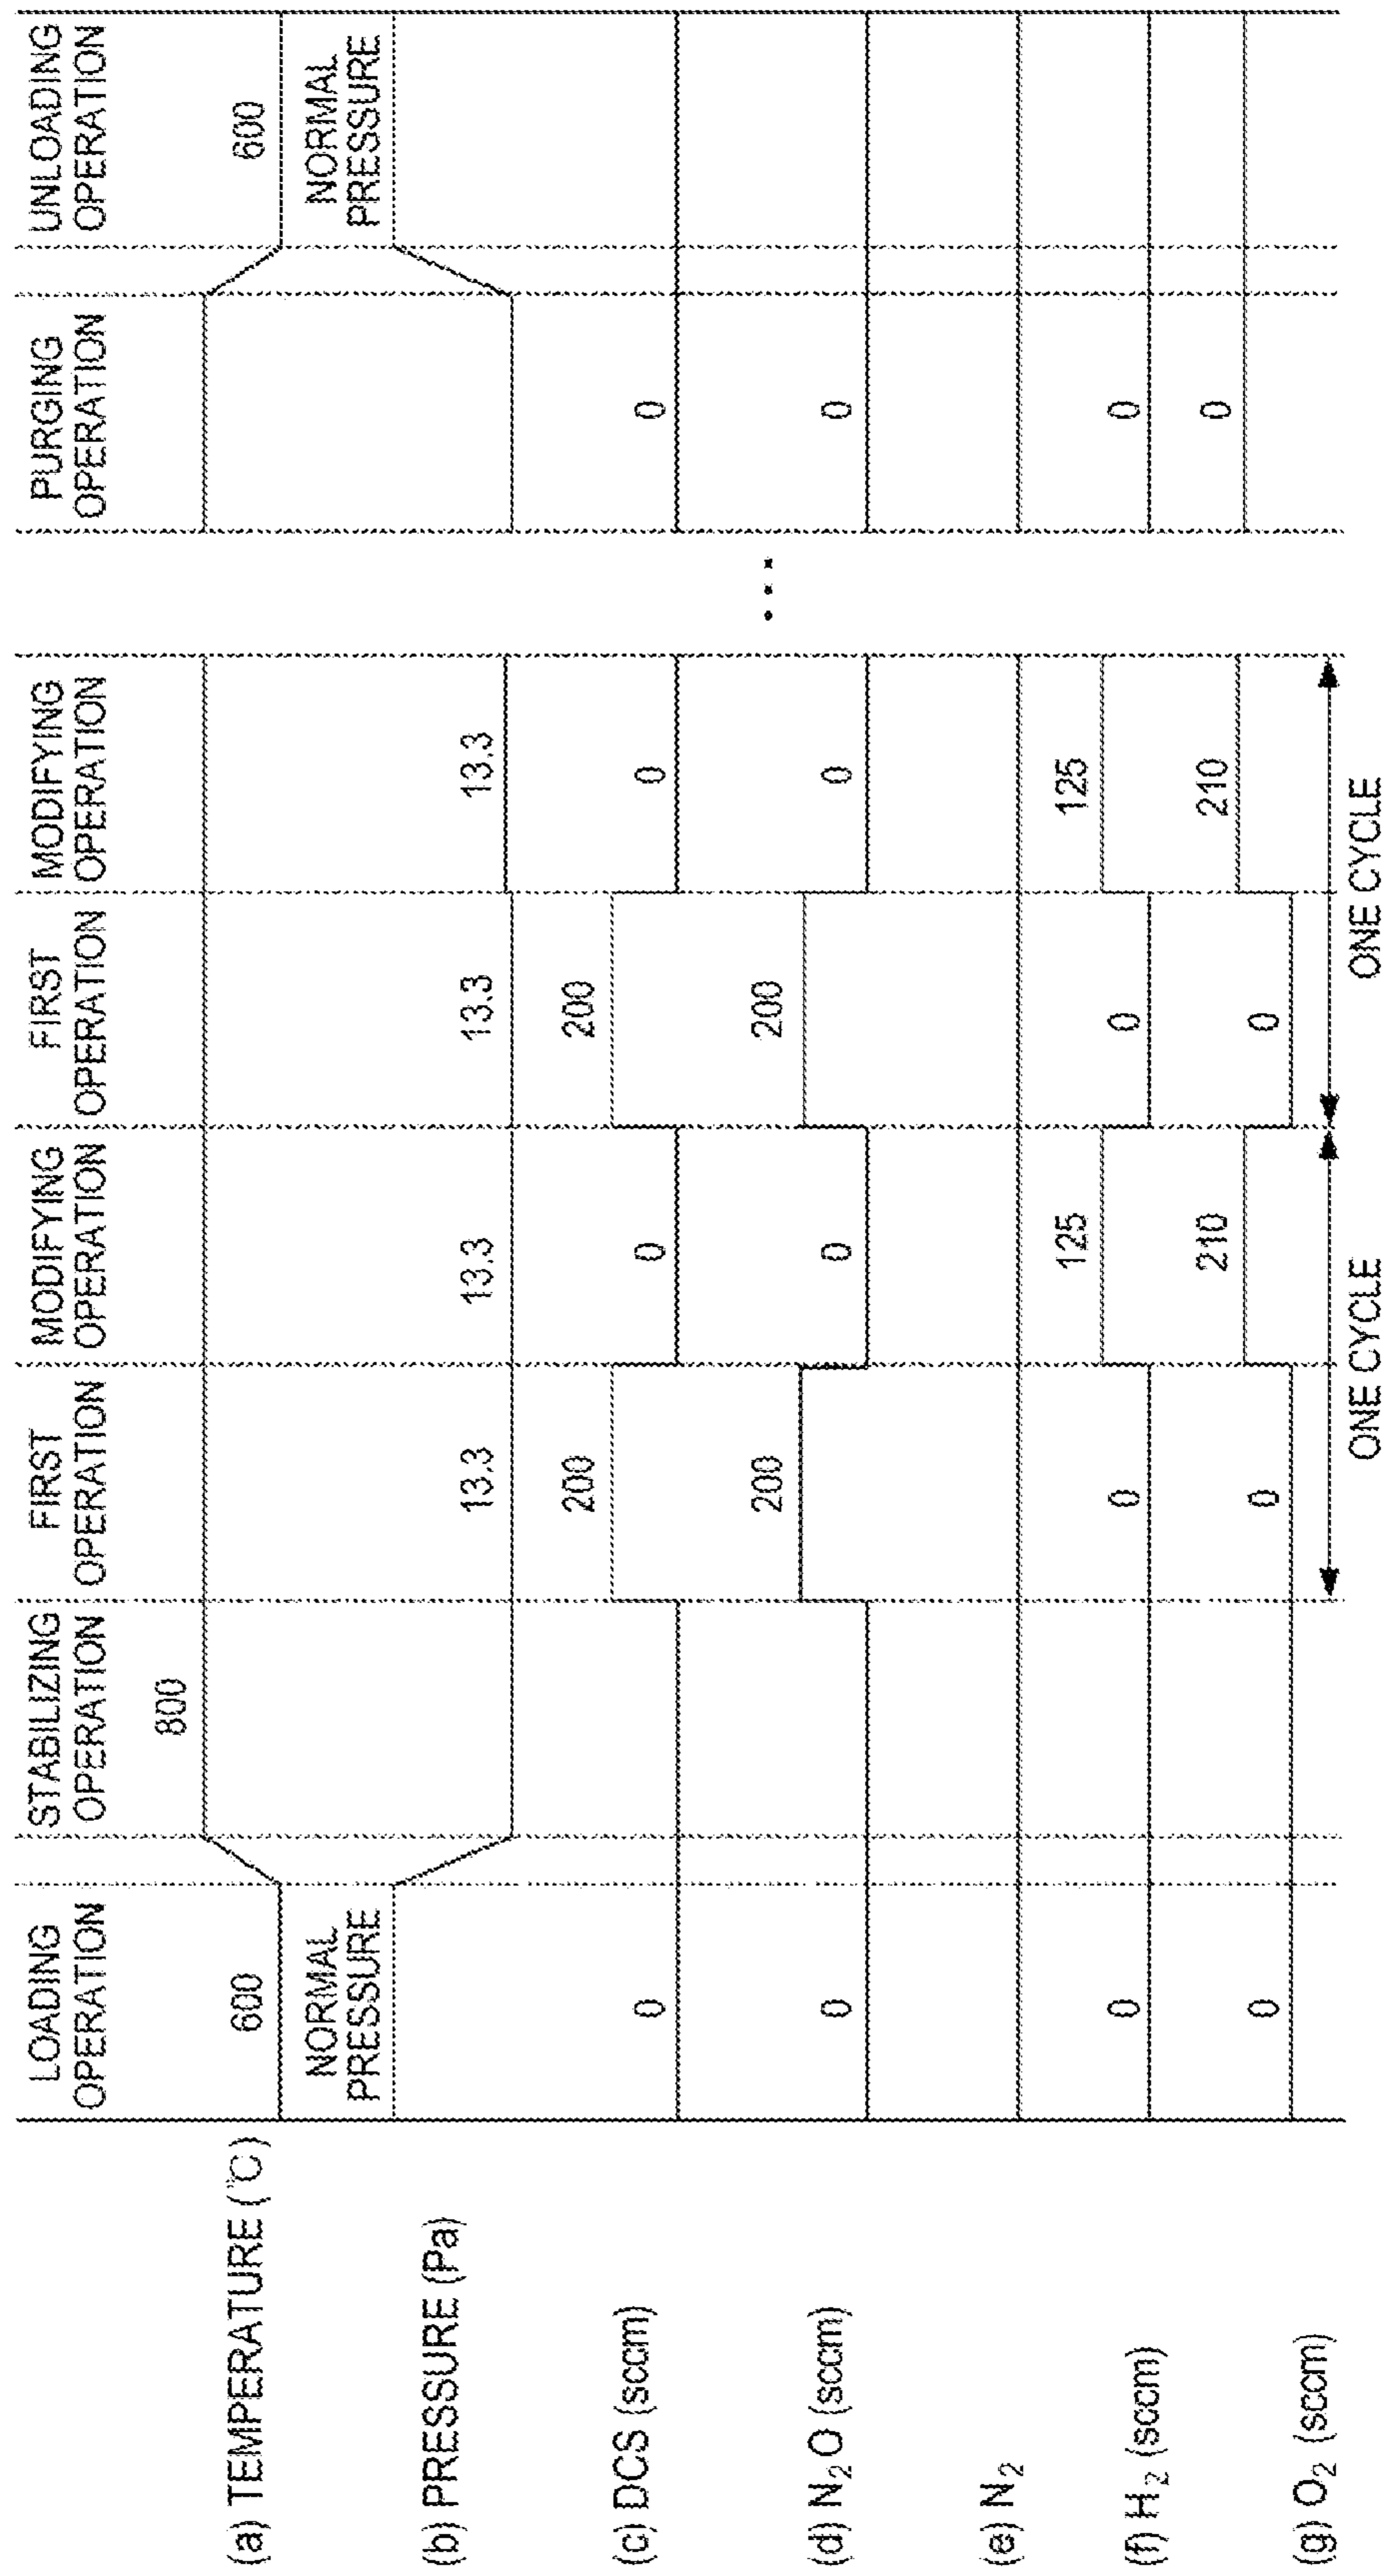 LOADING
OPERATION
STABILIZING
OPERATION
FIRST
OPERATION
MODIFYING
OPERATION
FIRST
OPERATION
MODIFYING
OPERATION
PURGING
OPERATION
UNLOADING
OPERATION
(a) TEMPERATURE (°C)
600
800
600
(b) PRESSURE (Pa)
NORMAL
PRESSURE
13.3
13.3
13.3
13.3
NORMAL
PRESSURE
(c) DCS (sccm)
0
200
0
200
0
0
(d) N₂O (sccm)
0
200
0
200
0
...
0
(e) N₂
(f) H₂ (sccm)
0
0
125
0
125
0
(g) O₂ (sccm)
0
0
210
0
210
0
ONE CYCLE
ONE CYCLE